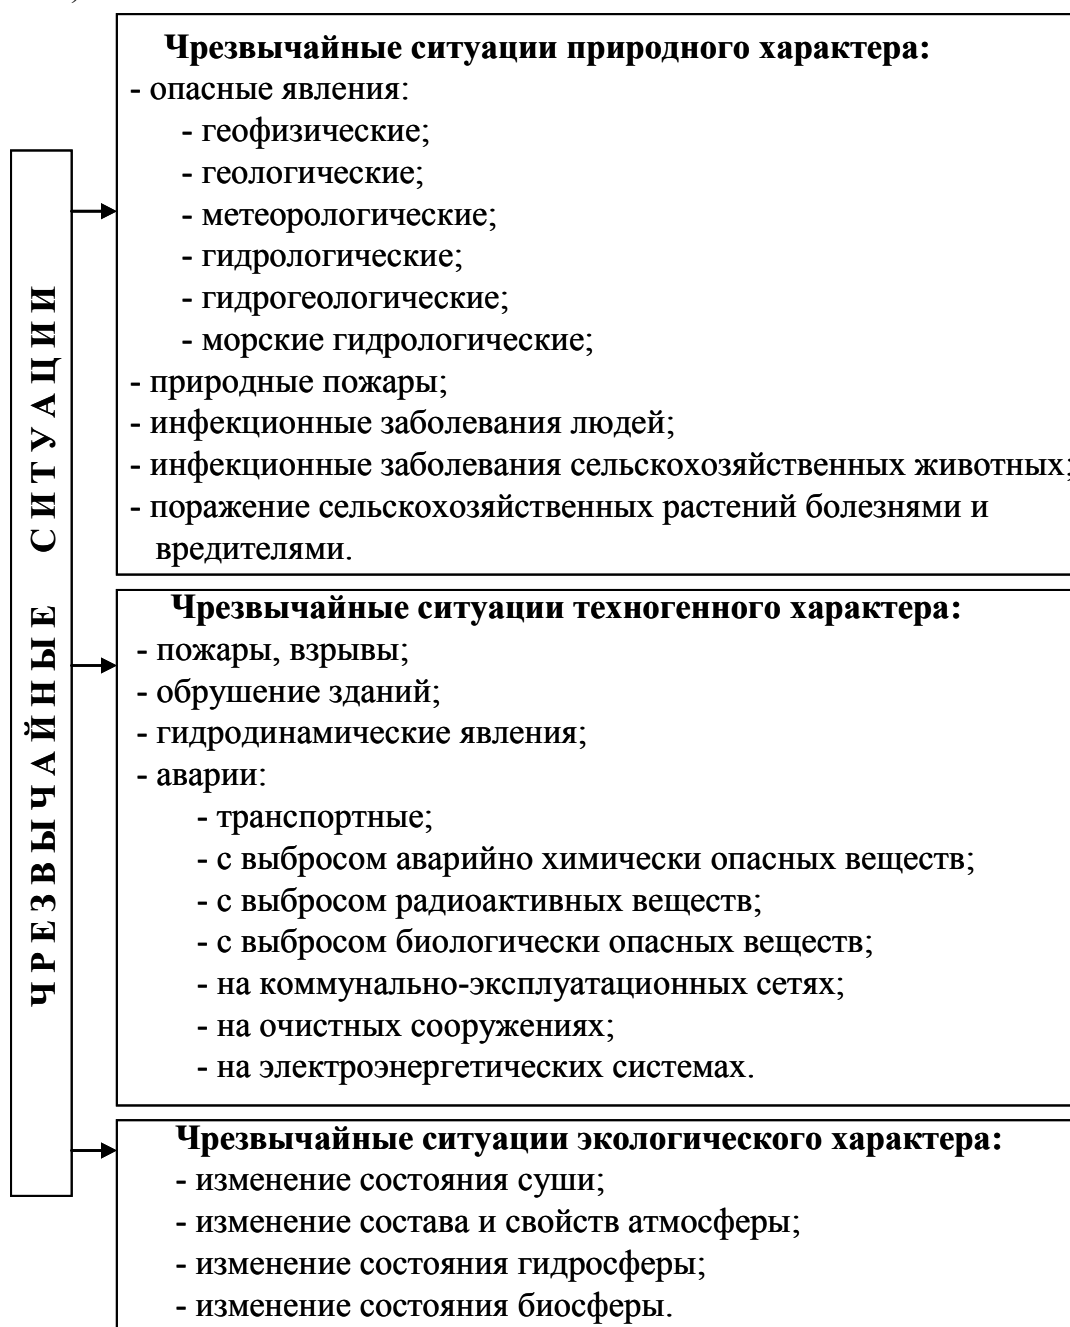 Чрезвычайные ситуации природного характера:
- опасные явления:
- геофизические;
- геологические;
- метеорологические;
- гидрологические;
- гидрогеологические;
- морские гидрологические;
- природные пожары;
- инфекционные заболевания людей;
- инфекционные заболевания сельскохозяйственных животных;
- поражение сельскохозяйственных растений болезнями и
вредителями.
ЧРЕЗВЫЧАЙНЫЕ СИТУАЦИИ
Чрезвычайные ситуации техногенного характера:
- пожары, взрывы;
- обрушение зданий;
- гидродинамические явления;
- аварии:
- транспортные;
- с выбросом аварийно химически опасных веществ;
- с выбросом радиоактивных веществ;
- с выбросом биологически опасных веществ;
- на коммунально-эксплуатационных сетях;
- на очистных сооружениях;
- на электроэнергетических системах.
Чрезвычайные ситуации экологического характера:
- изменение состояния суши;
- изменение состава и свойств атмосферы;
- изменение состояния гидросферы;
- изменение состояния биосферы.